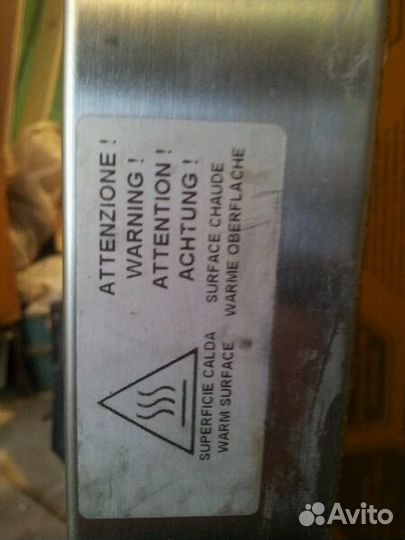 ATTENZIONE !
WARNING !
ATTENTION !
ACHTUNG !
SUPERFICIE CALDA SURFACE CHAUDE
WARM SURFACE WARME OBERFLACHE
Avito